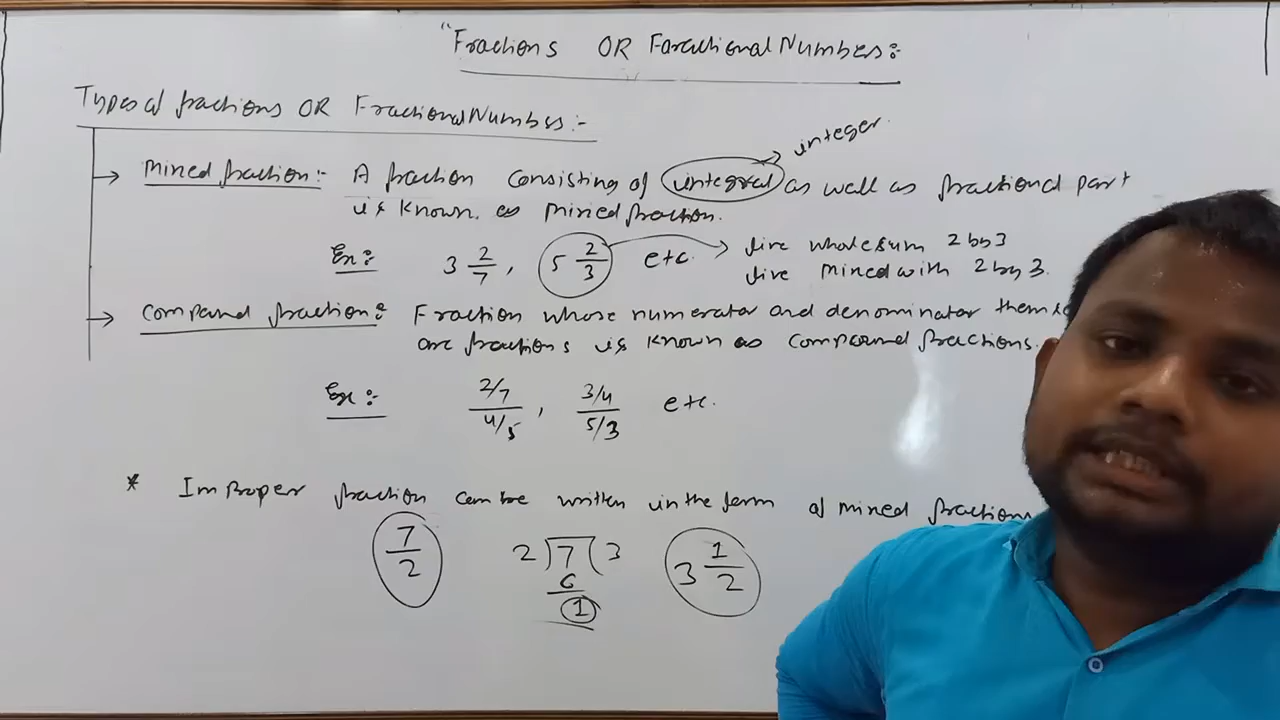 "Fractions OR Faractional Numbers:
Types of fractions OR Fractional Numbers:-
integer.
→ Mixed fraction:- A fraction consisting of integral as well as fractional part
is known as mixed fraction.
Ex:- 3 2/7, 5 2/3 etc. → five whole sum 2 by 3
five mixed with 2 by 3.
→ Compound fraction: Fraction whose numerator and denominator
are fractions is known as compound fractions.
Ex:- 2/7 / 4/5, 3/4 / 5/3 etc.
* Improper fraction can be written in the form of mixed fractions
7/2 2)7(3 3 1/2
6
1